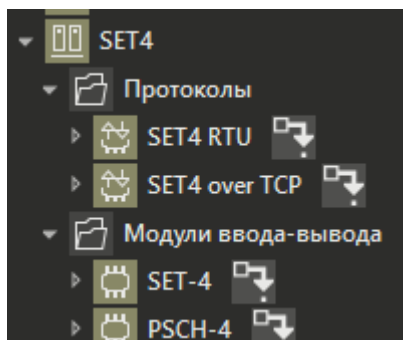 SET4
Протоколы
SET4 RTU
SET4 over TCP
Модули ввода-вывода
SET-4
PSCH-4